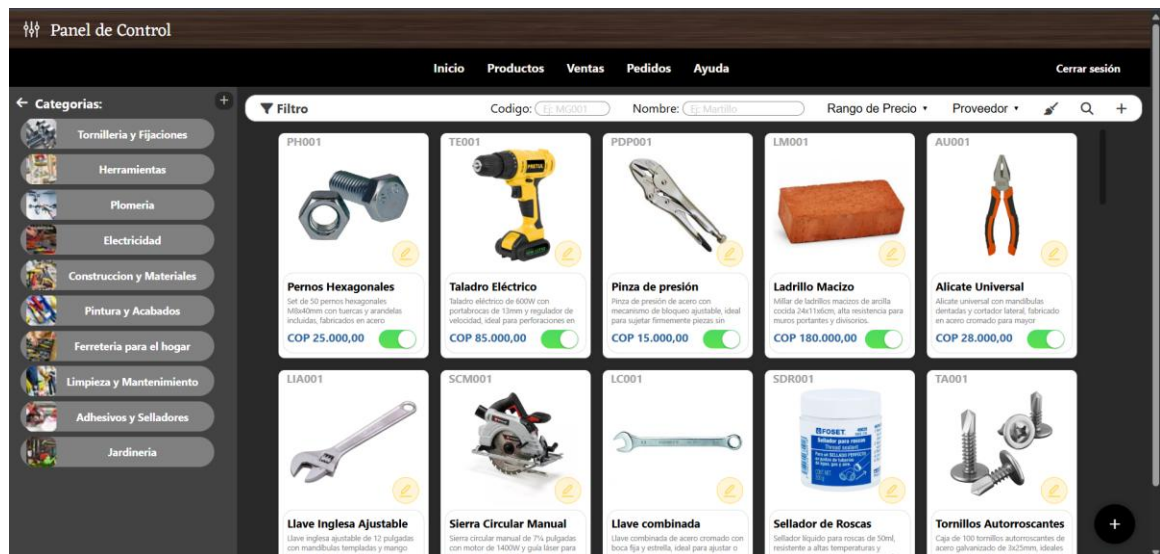 Panel de Control
Inicio Productos Ventas Pedidos Ayuda Cerrar sesión
Categorias:
Tornilleria y Fijaciones
Herramientas
Plomeria
Electricidad
Construccion y Materiales
Pintura y Acabados
Ferreteria para el hogar
Limpieza y Mantenimiento
Adhesivos y Selladores
Jardineria
Filtro Codigo: Ej: MG001 Nombre: Ej: Martillo Rango de Precio Proveedor
PH001
Pernos Hexagonales
Set de 50 pernos hexagonales
M8x40mm con tuercas y arandelas
incluidas, fabricados en acero
COP 25.000,00
TE001
PRETUL
Taladro Eléctrico
Taladro eléctrico de 600W con
portabrocas de 13mm y regulador de
velocidad, ideal para perforaciones en
COP 85.000,00
PDP001
Pinza de presión
Pinza de presión de acero con
mecanismo de bloqueo ajustable, ideal
para sujetar firmemente piezas sin
COP 15.000,00
LM001
Ladrillo Macizo
Millar de ladrillos macizos de arcilla
cocida 24x11x6cm, alta resistencia para
muros portantes y divisorios.
COP 180.000,00
AU001
Alicate Universal
Alicate universal con mandíbulas
dentadas y cortador lateral, fabricado
en acero cromado para mayor
COP 28.000,00
LIA001
Llave Inglesa Ajustable
Llave inglesa ajustable de 12 pulgadas
con mandíbulas templadas y mango
SCM001
Sierra Circular Manual
Sierra circular manual de 7¼ pulgadas
con motor de 1400W y guía láser para
LC001
Llave combinada
Llave combinada de acero cromado con
boca fija y estrella, ideal para ajustar o
SDR001
FOSET
Sellador para roscas
Thread sealant
Sellador de Roscas
Sellador líquido para roscas de 50ml,
resistente a altas temperaturas y
TA001
Tornillos Autorroscantes
Caja de 100 tornillos autorroscantes de
acero galvanizado de 3x25mm, ideales